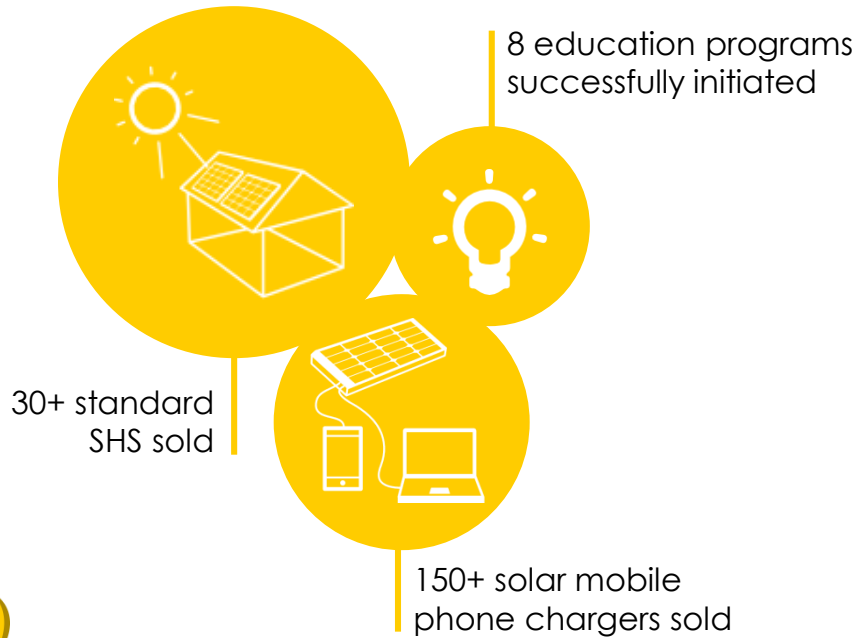 8 education programs
successfully initiated
30+ standard
SHS sold
150+ solar mobile
phone chargers sold